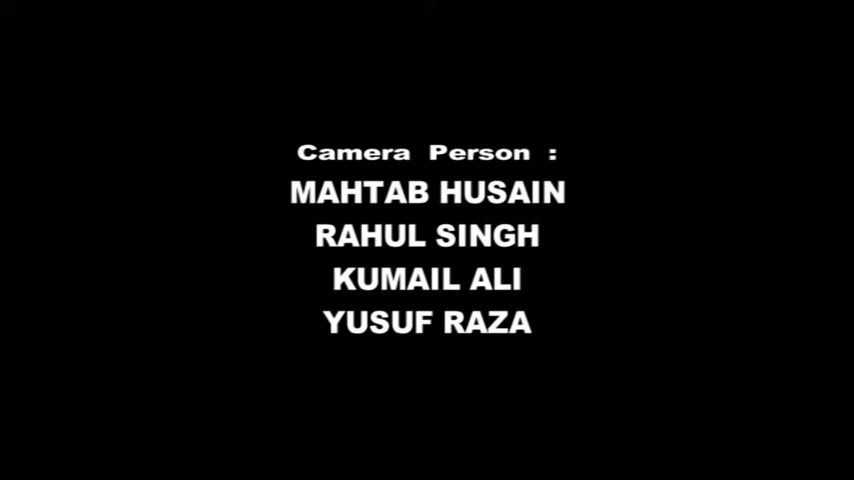 Camera Person :
MAHTAB HUSAIN
RAHUL SINGH
KUMAIL ALI
YUSUF RAZA